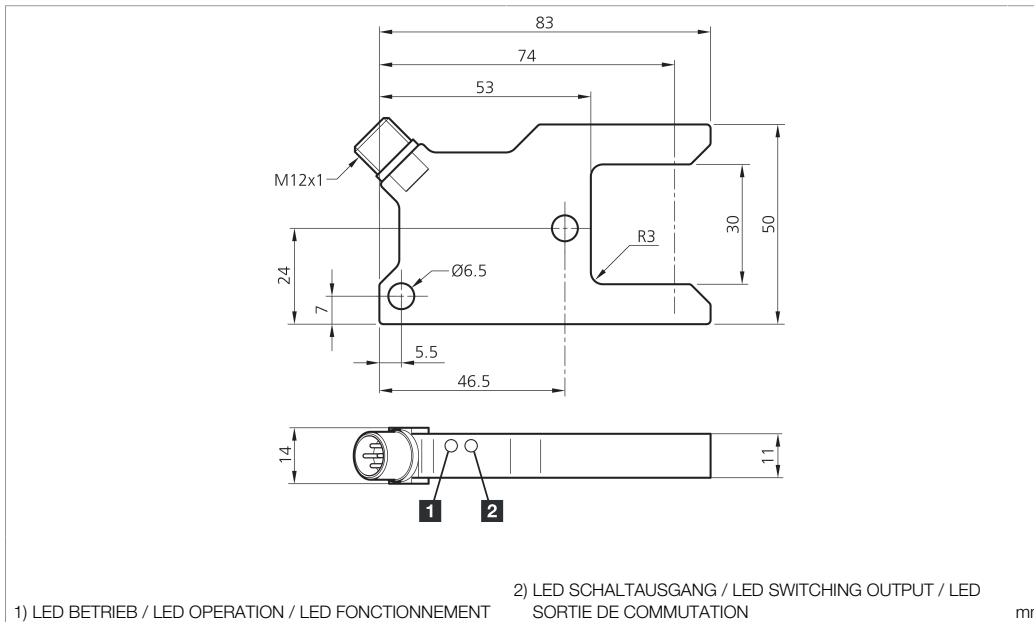 83
74
53
M12x1
24
7
Ø6.5
R3
30
50
5.5
46.5
14
11
1
2
1) LED BETRIEB / LED OPERATION / LED FONCTIONNEMENT
2) LED SCHALTAUSGANG / LED SWITCHING OUTPUT / LED
SORTIE DE COMMUTATION